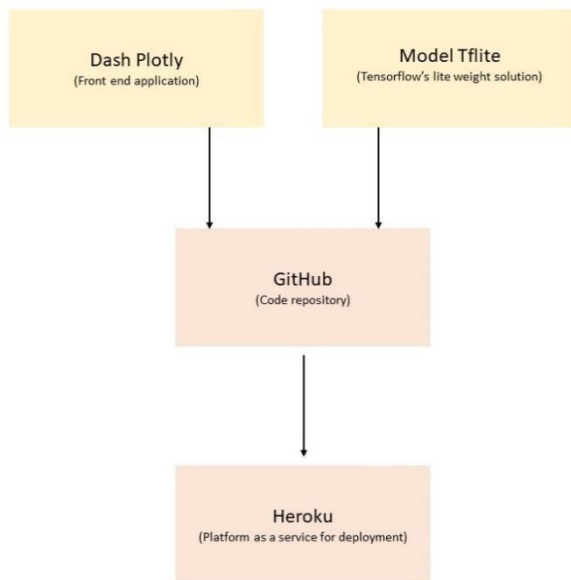 Dash Plotly
(Front end application)
Model Tflite
(Tensorflow's lite weight solution)
GitHub
(Code repository)
Heroku
(Platform as a service for deployment)